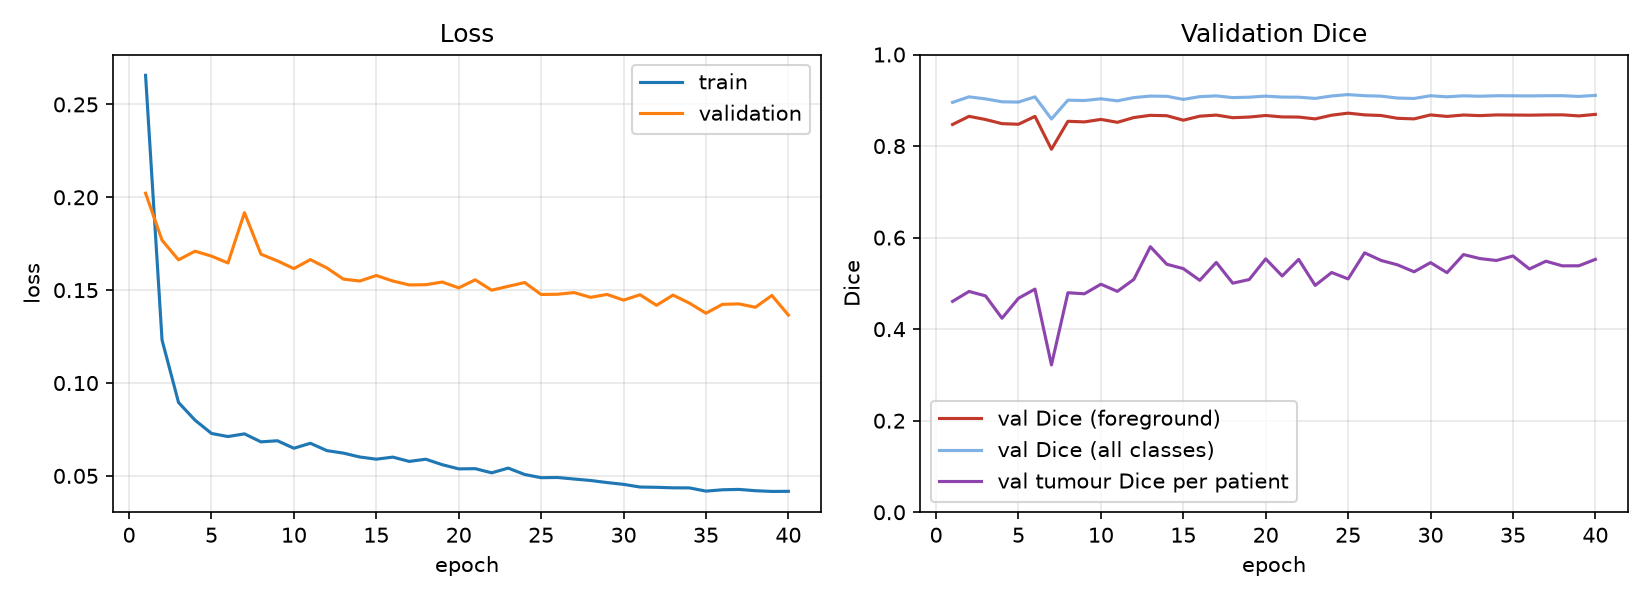 Loss
train
validation
0.25
0.20
0.15
0.10
0.05
loss
0 5 10 15 20 25 30 35 40
epoch
Validation Dice
1.0
0.8
0.6
0.4
0.2
0.0
Dice
val Dice (foreground)
val Dice (all classes)
val tumour Dice per patient
0 5 10 15 20 25 30 35 40
epoch